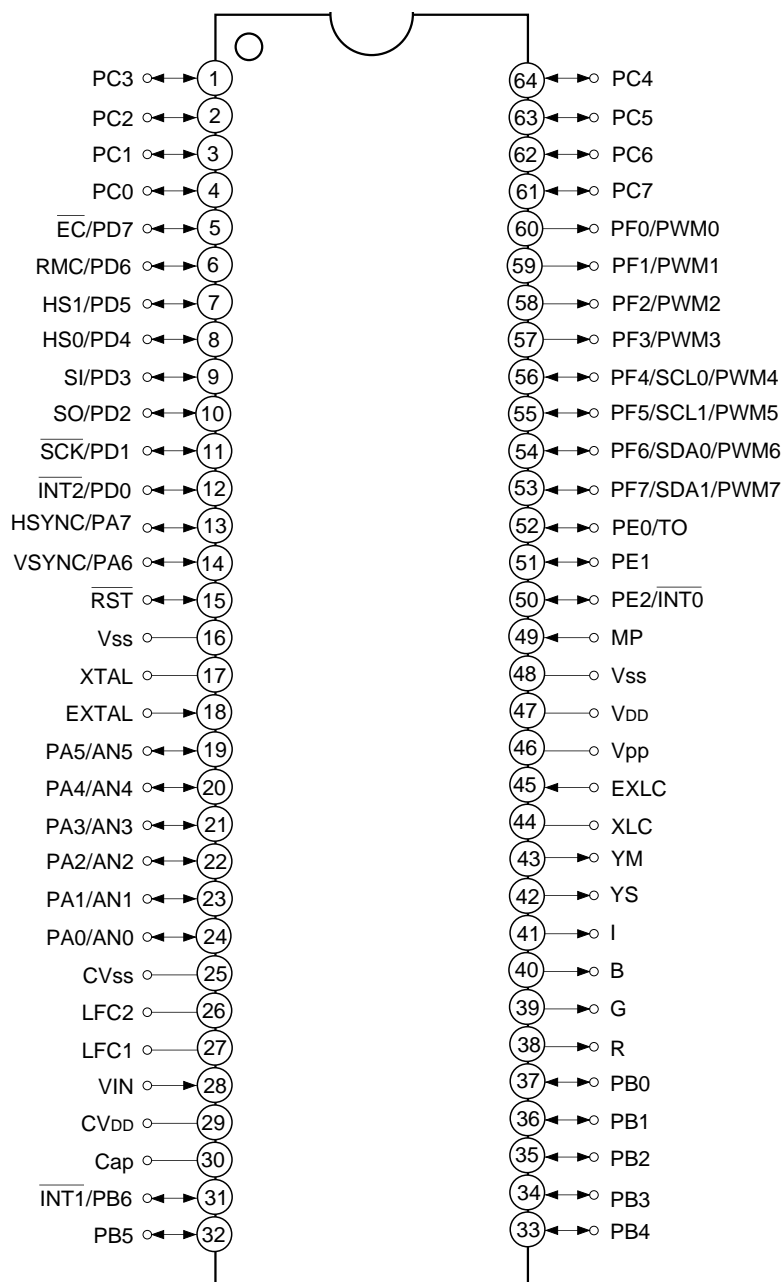 PC3 1 64 PC4
PC2 2 63 PC5
PC1 3 62 PC6
PC0 4 61 PC7
E̅C̅/PD7 5 60 PF0/PWM0
RMC/PD6 6 59 PF1/PWM1
HS1/PD5 7 58 PF2/PWM2
HS0/PD4 8 57 PF3/PWM3
SI/PD3 9 56 PF4/SCL0/PWM4
SO/PD2 10 55 PF5/SCL1/PWM5
S̅C̅K̅/PD1 11 54 PF6/SDA0/PWM6
I̅N̅T̅2̅/PD0 12 53 PF7/SDA1/PWM7
HSYNC/PA7 13 52 PE0/TO
VSYNC/PA6 14 51 PE1
R̅S̅T̅ 15 50 PE2/I̅N̅T̅0̅
Vss 16 49 MP
XTAL 17 48 Vss
EXTAL 18 47 VDD
PA5/AN5 19 46 Vpp
PA4/AN4 20 45 EXLC
PA3/AN3 21 44 XLC
PA2/AN2 22 43 YM
PA1/AN1 23 42 YS
PA0/AN0 24 41 I
CVss 25 40 B
LFC2 26 39 G
LFC1 27 38 R
VIN 28 37 PB0
CVDD 29 36 PB1
Cap 30 35 PB2
I̅N̅T̅1̅/PB6 31 34 PB3
PB5 32 33 PB4